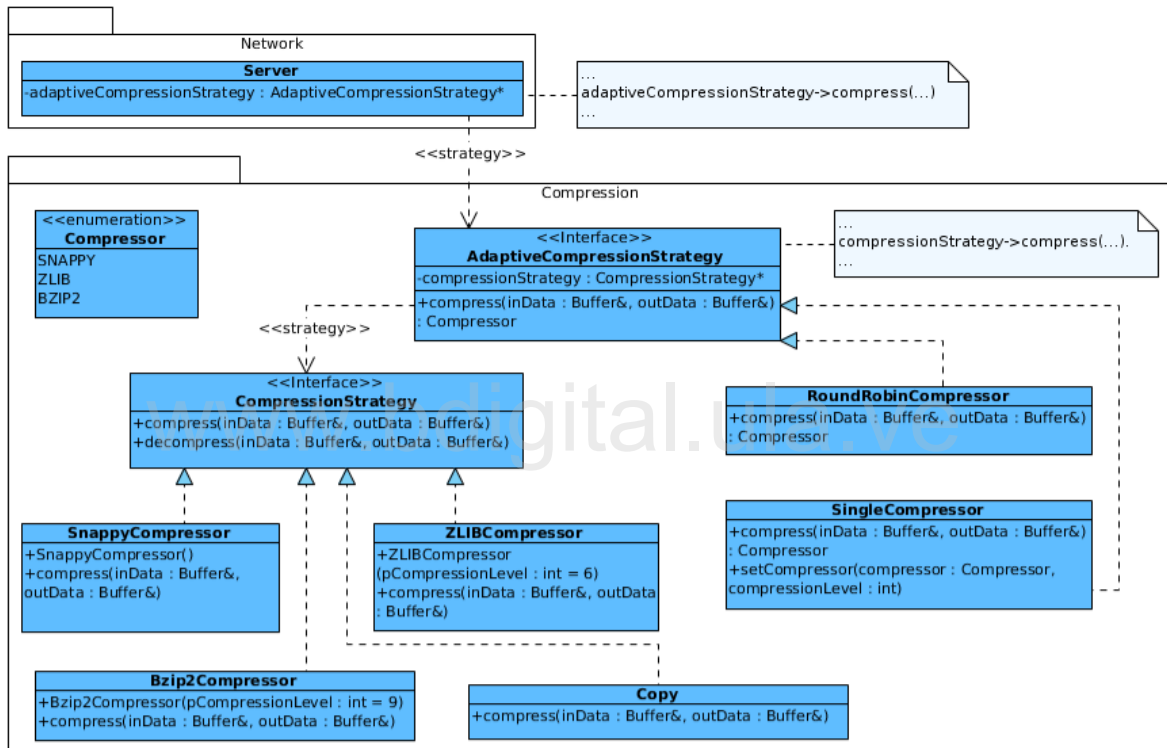 Network
Server
-adaptiveCompressionStrategy : AdaptiveCompressionStrategy*
...
adaptiveCompressionStrategy->compress(...)
...
<<strategy>>
Compression
<<enumeration>>
Compressor
SNAPPY
ZLIB
BZIP2
<<Interface>>
AdaptiveCompressionStrategy
-compressionStrategy : CompressionStrategy*
+compress(inData : Buffer&, outData : Buffer&)
: Compressor
...
compressionStrategy->compress(...).
...
<<strategy>>
<<Interface>>
CompressionStrategy
+compress(inData : Buffer&, outData : Buffer&)
+decompress(inData : Buffer&, outData : Buffer&)
www.bdigital.ula.ve
RoundRobinCompressor
+compress(inData : Buffer&, outData : Buffer&)
: Compressor
SingleCompressor
+compress(inData : Buffer&, outData : Buffer&)
: Compressor
+setCompressor(compressor : Compressor,
compressionLevel : int)
SnappyCompressor
+SnappyCompressor()
+compress(inData : Buffer&,
outData : Buffer&)
ZLIBCompressor
+ZLIBCompressor
(pCompressionLevel : int = 6)
+compress(inData : Buffer&, outData
: Buffer&)
Bzip2Compressor
+Bzip2Compressor(pCompressionLevel : int = 9)
+compress(inData : Buffer&, outData : Buffer&)
Copy
+compress(inData : Buffer&, outData : Buffer&)